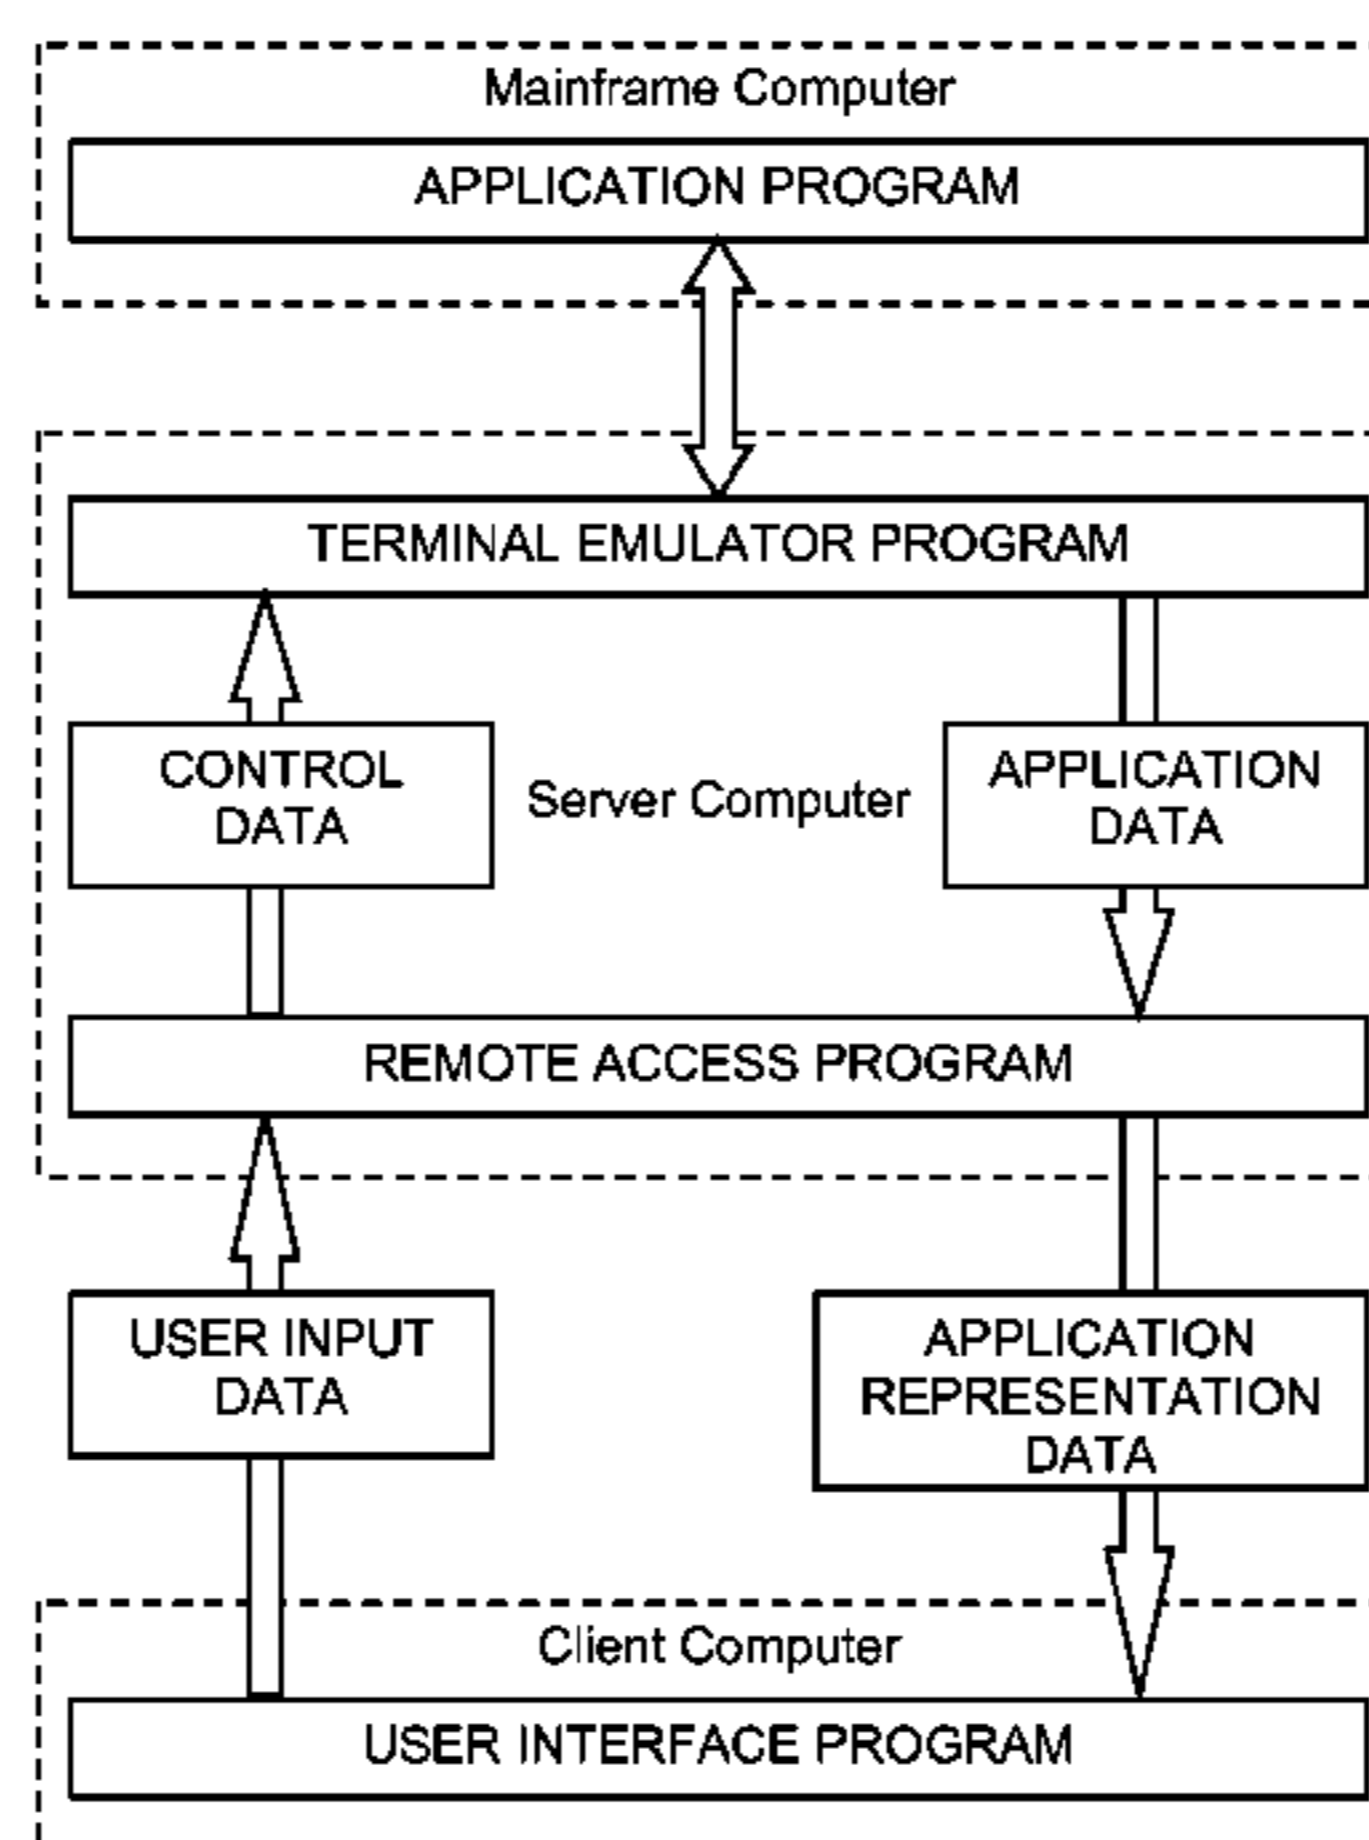 Mainframe Computer
APPLICATION PROGRAM
TERMINAL EMULATOR PROGRAM
CONTROL
DATA
Server Computer
APPLICATION
DATA
REMOTE ACCESS PROGRAM
USER INPUT
DATA
APPLICATION
REPRESENTATION
DATA
Client Computer
USER INTERFACE PROGRAM